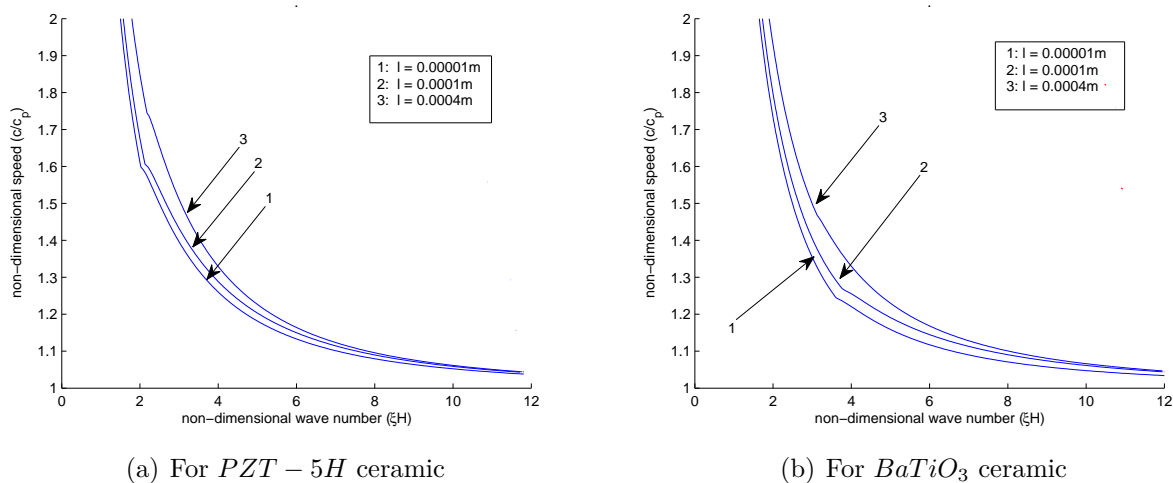 2
1.9
1.8
1.7
1.6
1.5
1.4
1.3
1.2
1.1
1
0 2 4 6 8 10 12
non−dimensional speed (c/cp)
non−dimensional wave number (ξH)
1: l = 0.00001m
2: l = 0.0001m
3: l = 0.0004m
3
2
1
(a) For PZT − 5H ceramic
2
1.9
1.8
1.7
1.6
1.5
1.4
1.3
1.2
1.1
1
0 2 4 6 8 10 12
non−dimensional speed (c/cp)
non−dimensional wave number (ξH)
1: l = 0.00001m
2: l = 0.0001m
3: l = 0.0004m
3
2
1
(b) For BaTiO3 ceramic